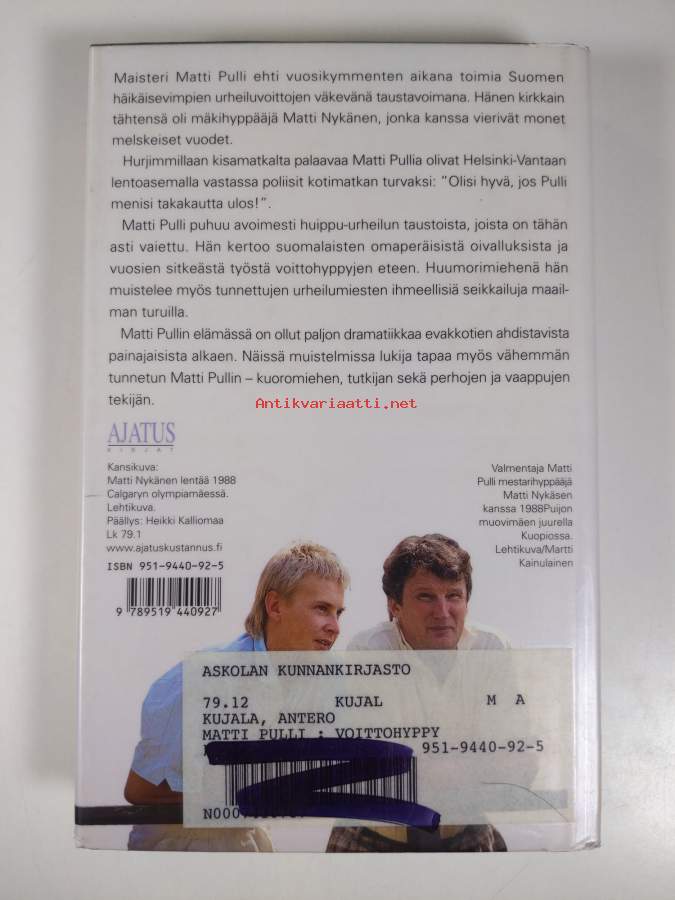 Maisteri Matti Pulli ehti vuosikymmenten aikana toimia Suomen
häikäisevimpien urheiluvoittojen väkevänä taustavoimana. Hänen kirkkain
tähtensä oli mäkihyppääjä Matti Nykänen, jonka kanssa vierivät monet
melskeiset vuodet.
Hurjimmillaan kisamatkalta palaavaa Matti Pullia olivat Helsinki-Vantaan
lentoasemalla vastassa poliisit kotimatkan turvaksi: ”Olisi hyvä, jos Pulli
menisi takakautta ulos!”.
Matti Pulli puhuu avoimesti huippu-urheilun taustoista, joista on tähän
asti vaiettu. Hän kertoo suomalaisten omaperäisistä oivalluksista ja
vuosien sitkeästä työstä voittohyppyjen eteen. Huumorimiehenä hän
muistelee myös tunnettujen urheilumiesten ihmeellisiä seikkailuja maail-
man turuilla.
Matti Pullin elämässä on ollut paljon dramatiikkaa evakkotien ahdistavista
painajaisista alkaen. Näissä muistelmissa lukija tapaa myös vähemmän
tunnetun Matti Pullin – kuoromiehen, tutkijan sekä perhojen ja vaappujen
tekijän.
Antikvariaatti.net
AJATUS
KIRJAT
Kansikuva:
Matti Nykänen lentää 1988
Calgaryn olympiamäessä.
Lehtikuva.
Päällys: Heikki Kalliomaa
Lk 79.1
www.ajatuskustannus.fi
ISBN 951-9440-92-5
9 789519 440927
Valmentaja Matti
Pulli mestarihyppääjä
Matti Nykäsen
kanssa 1988Puijon
muovimäen juurella
Kuopiossa.
Lehtikuva/Martti
Kainulainen
ASKOLAN KUNNANKIRJASTO
79.12 KUJAL M A
KUJALA, ANTERO
MATTI PULLI : VOITTOHYPPY
951-9440-92-5